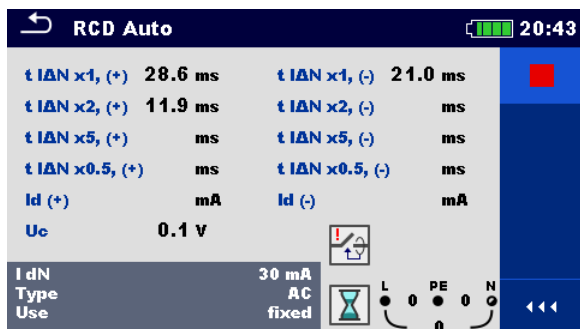 RCD Auto 20:43
t IΔN x1, (+) 28.6 ms t IΔN x1, (-) 21.0 ms
t IΔN x2, (+) 11.9 ms t IΔN x2, (-) ms
t IΔN x5, (+) ms t IΔN x5, (-) ms
t IΔN x0.5, (+) ms t IΔN x0.5, (-) ms
Id (+) mA Id (-) mA
Uc 0.1 V
!
I dN 30 mA
Type AC
Use fixed
L PE N
0 0
0